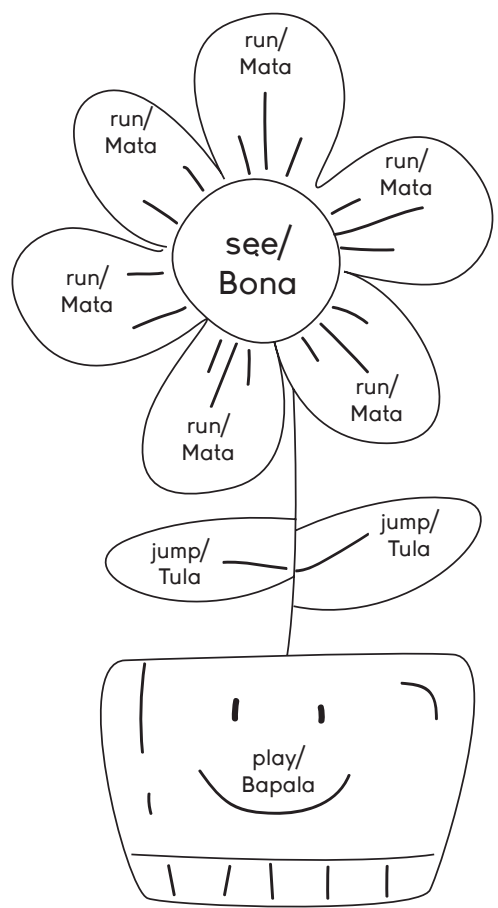 run/
Mata
run/
Mata
run/
Mata
see/
Bona
run/
Mata
run/
Mata
run/
Mata
jump/
Tula
jump/
Tula
play/
Bapala